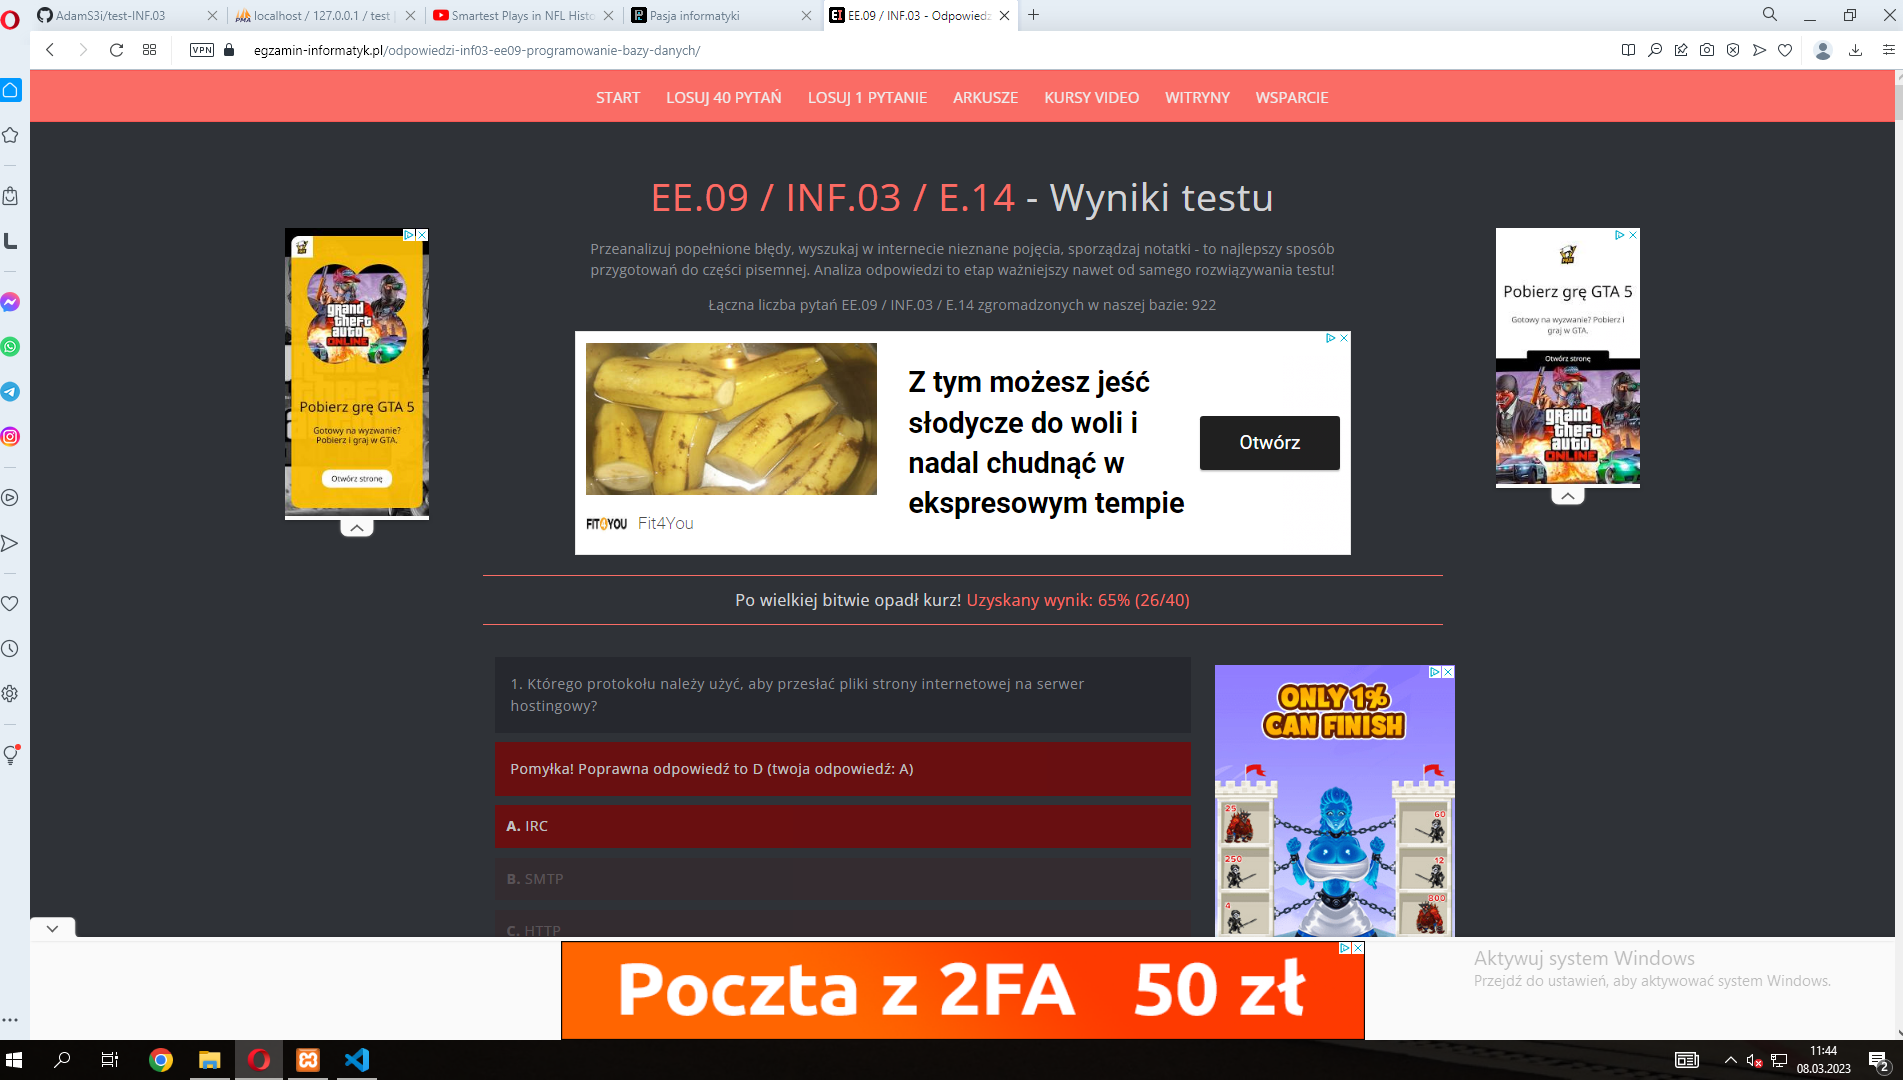 AdamS3i/test-INF.03
localhost / 127.0.0.1 / test
Smartest Plays in NFL Histo
Pasja informatyki
EE.09 / INF.03 - Odpowiedz
VPN
egzamin-informatyk.pl/odpowiedzi-inf03-ee09-programowanie-bazy-danych/
START LOSUJ 40 PYTAŃ LOSUJ 1 PYTANIE ARKUSZE KURSY VIDEO WITRYNY WSPARCIE
EE.09 / INF.03 / E.14 - Wyniki testu
Przeanalizuj popełnione błędy, wyszukaj w internecie nieznane pojęcia, sporządzaj notatki - to najlepszy sposób
przygotowań do części pisemnej. Analiza odpowiedzi to etap ważniejszy nawet od samego rozwiązywania testu!
Łączna liczba pytań EE.09 / INF.03 / E.14 zgromadzonych w naszej bazie: 922
grand
theft
auto
ONLINE
Pobierz grę GTA 5
Gotowy na wyzwanie?
Pobierz i graj w GTA.
Otwórz stronę
Z tym możesz jeść
słodycze do woli i
nadal chudnąć w
ekspresowym tempie
Otwórz
FIT4YOU Fit4You
Pobierz grę GTA 5
Gotowy na wyzwanie? Pobierz i
graj w GTA.
Otwórz stronę
grand
theft
auto
ONLINE
Po wielkiej bitwie opadł kurz! Uzyskany wynik: 65% (26/40)
1. Którego protokołu należy użyć, aby przesłać pliki strony internetowej na serwer
hostingowy?
Pomyłka! Poprawna odpowiedź to D (twoja odpowiedź: A)
A. IRC
B. SMTP
C. HTTP
ONLY 1%
CAN FINISH
25
60
250
12
4
800
Poczta z 2FA 50 zł
Aktywuj system Windows
Przejdź do ustawień, aby aktywować system Windows.
11:44
08.03.2023
2